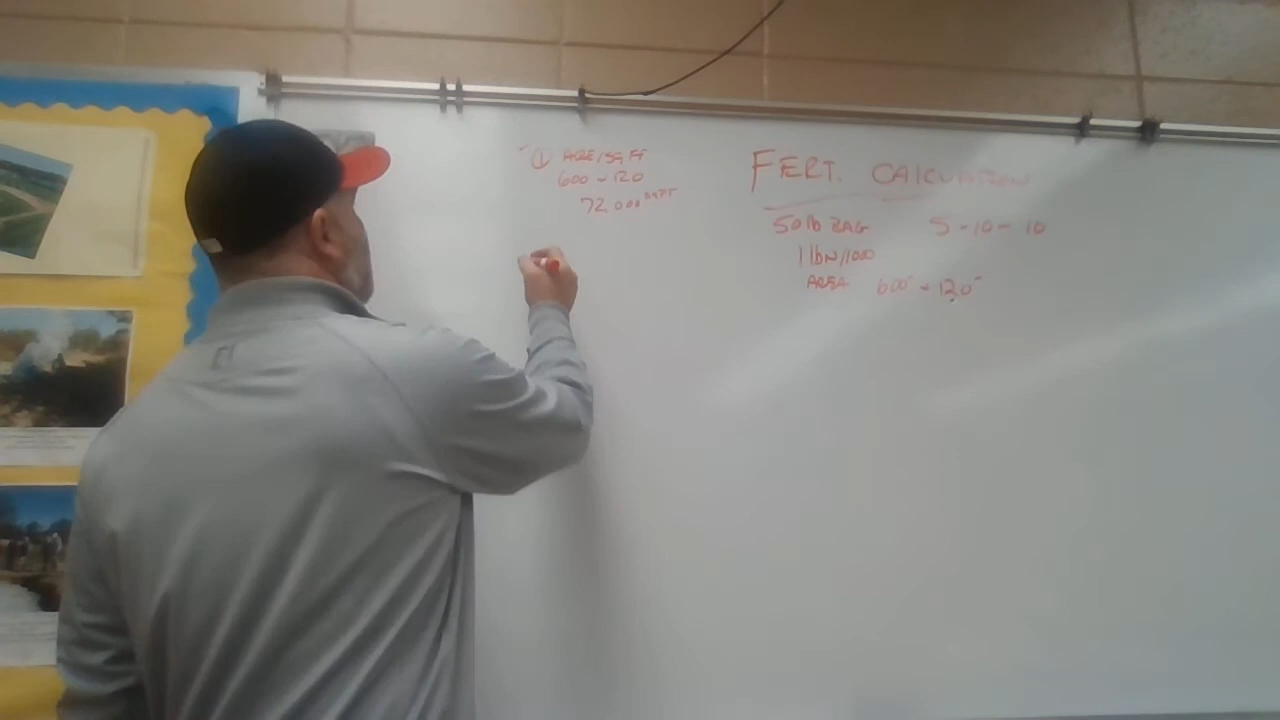 ① AREA/SQ FT
600 - 120
72,000 SQ FT
FERT. CALCULATION
50 lb BAG 5-10-10
1 lb N/1000
AREA 600' - 120'